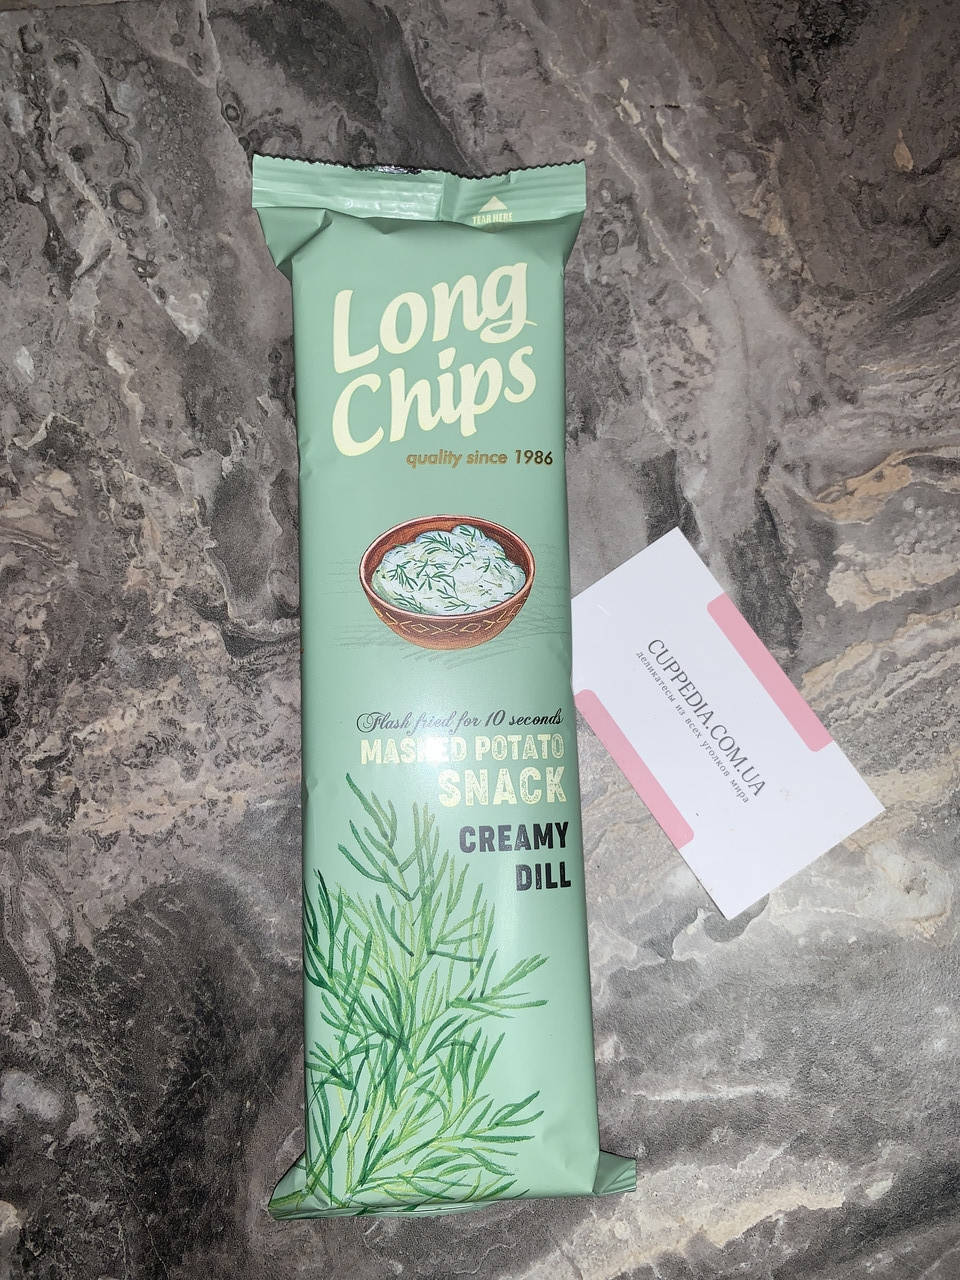 TEAR HERE
Long
Chips
quality since 1986
Flash fried for 10 seconds
MASHED POTATO
SNACK
CREAMY
DILL
CUPPEDIA.COM.UA
деликатесы из всех уголков мира